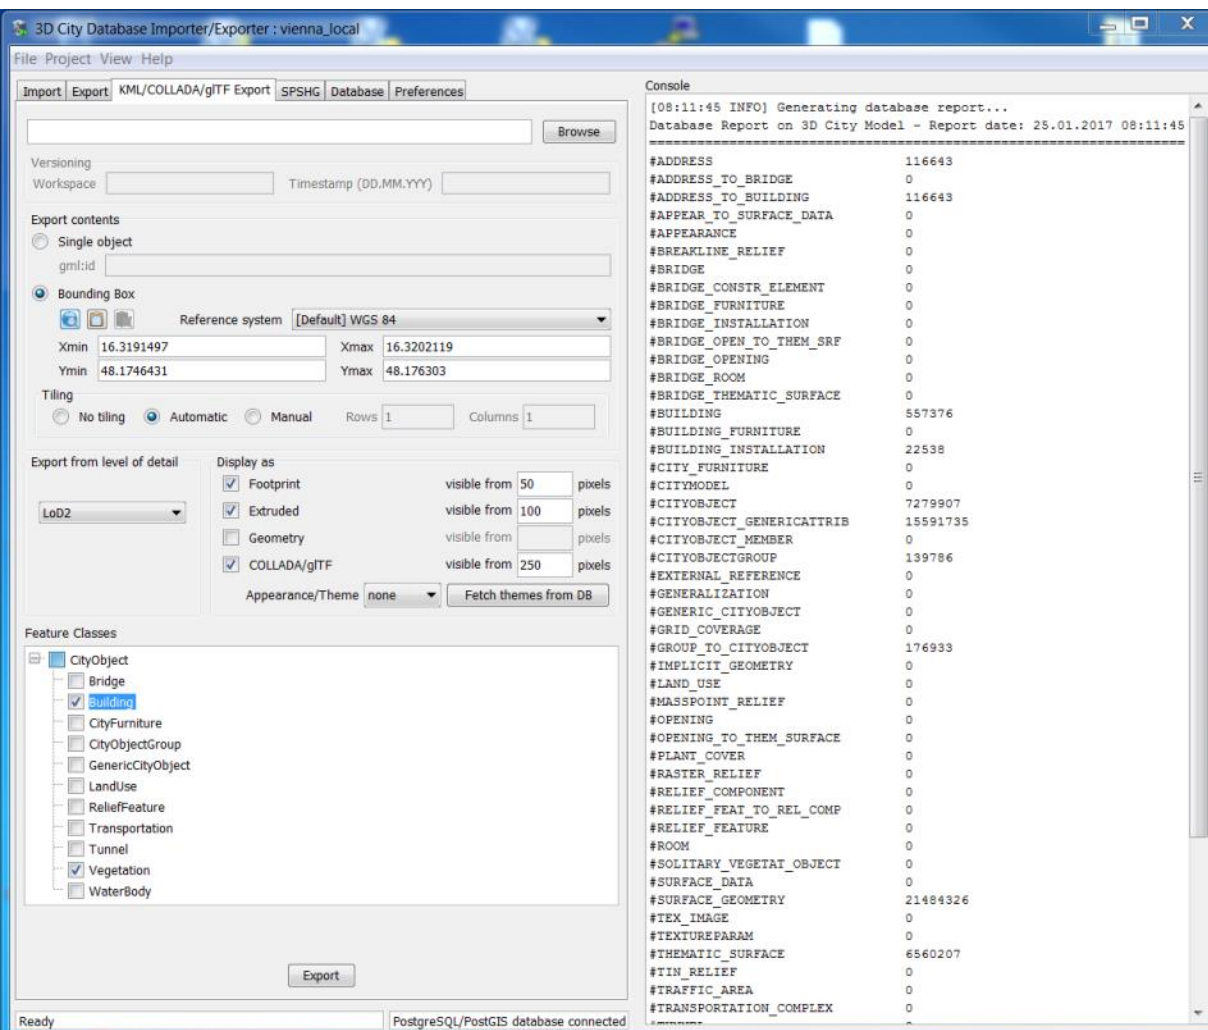 3D City Database Importer/Exporter : vienna_local
File Project View Help
Import Export KML/COLLADA/glTF Export SPSHG Database Preferences
Browse
Versioning
Workspace Timestamp (DD.MM.YYY)
Export contents
Single object
gml:id
Bounding Box
Reference system [Default] WGS 84
Xmin 16.3191497 Xmax 16.3202119
Ymin 48.1746431 Ymax 48.176303
Tiling
No tiling Automatic Manual Rows 1 Columns 1
Export from level of detail
LoD2
Display as
Footprint visible from 50 pixels
Extruded visible from 100 pixels
Geometry visible from pixels
COLLADA/glTF visible from 250 pixels
Appearance/Theme none Fetch themes from DB
Feature Classes
CityObject
Bridge
Building
CityFurniture
CityObjectGroup
GenericCityObject
LandUse
ReliefFeature
Transportation
Tunnel
Vegetation
WaterBody
Export
Ready PostgreSQL/PostGIS database connected
Console
[08:11:45 INFO] Generating database report...
Database Report on 3D City Model - Report date: 25.01.2017 08:11:45
===================================================================
#ADDRESS 116643
#ADDRESS_TO_BRIDGE 0
#ADDRESS_TO_BUILDING 116643
#APPEAR_TO_SURFACE_DATA 0
#APPEARANCE 0
#BREAKLINE_RELIEF 0
#BRIDGE 0
#BRIDGE_CONSTR_ELEMENT 0
#BRIDGE_FURNITURE 0
#BRIDGE_INSTALLATION 0
#BRIDGE_OPEN_TO_THEM_SRF 0
#BRIDGE_OPENING 0
#BRIDGE_ROOM 0
#BRIDGE_THEMATIC_SURFACE 0
#BUILDING 557376
#BUILDING_FURNITURE 0
#BUILDING_INSTALLATION 22538
#CITY_FURNITURE 0
#CITYMODEL 0
#CITYOBJECT 7279907
#CITYOBJECT_GENERICATTRIB 15591735
#CITYOBJECT_MEMBER 0
#CITYOBJECTGROUP 139786
#EXTERNAL_REFERENCE 0
#GENERALIZATION 0
#GENERIC_CITYOBJECT 0
#GRID_COVERAGE 0
#GROUP_TO_CITYOBJECT 176933
#IMPLICIT_GEOMETRY 0
#LAND_USE 0
#MASSPOINT_RELIEF 0
#OPENING 0
#OPENING_TO_THEM_SURFACE 0
#PLANT_COVER 0
#RASTER_RELIEF 0
#RELIEF_COMPONENT 0
#RELIEF_FEAT_TO_REL_COMP 0
#RELIEF_FEATURE 0
#ROOM 0
#SOLITARY_VEGETAT_OBJECT 0
#SURFACE_DATA 0
#SURFACE_GEOMETRY 21484326
#TEX_IMAGE 0
#TEXTUREPARAM 0
#THEMATIC_SURFACE 6560207
#TIN_RELIEF 0
#TRAFFIC_AREA 0
#TRANSPORTATION_COMPLEX 0